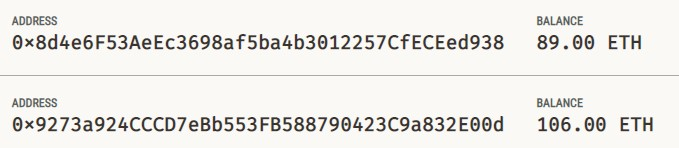 ADDRESS BALANCE
0x8d4e6F53AeEc3698af5ba4b3012257CfECEed938 89.00 ETH
ADDRESS BALANCE
0x9273a924CCCD7eBb553FB588790423C9a832E00d 106.00 ETH